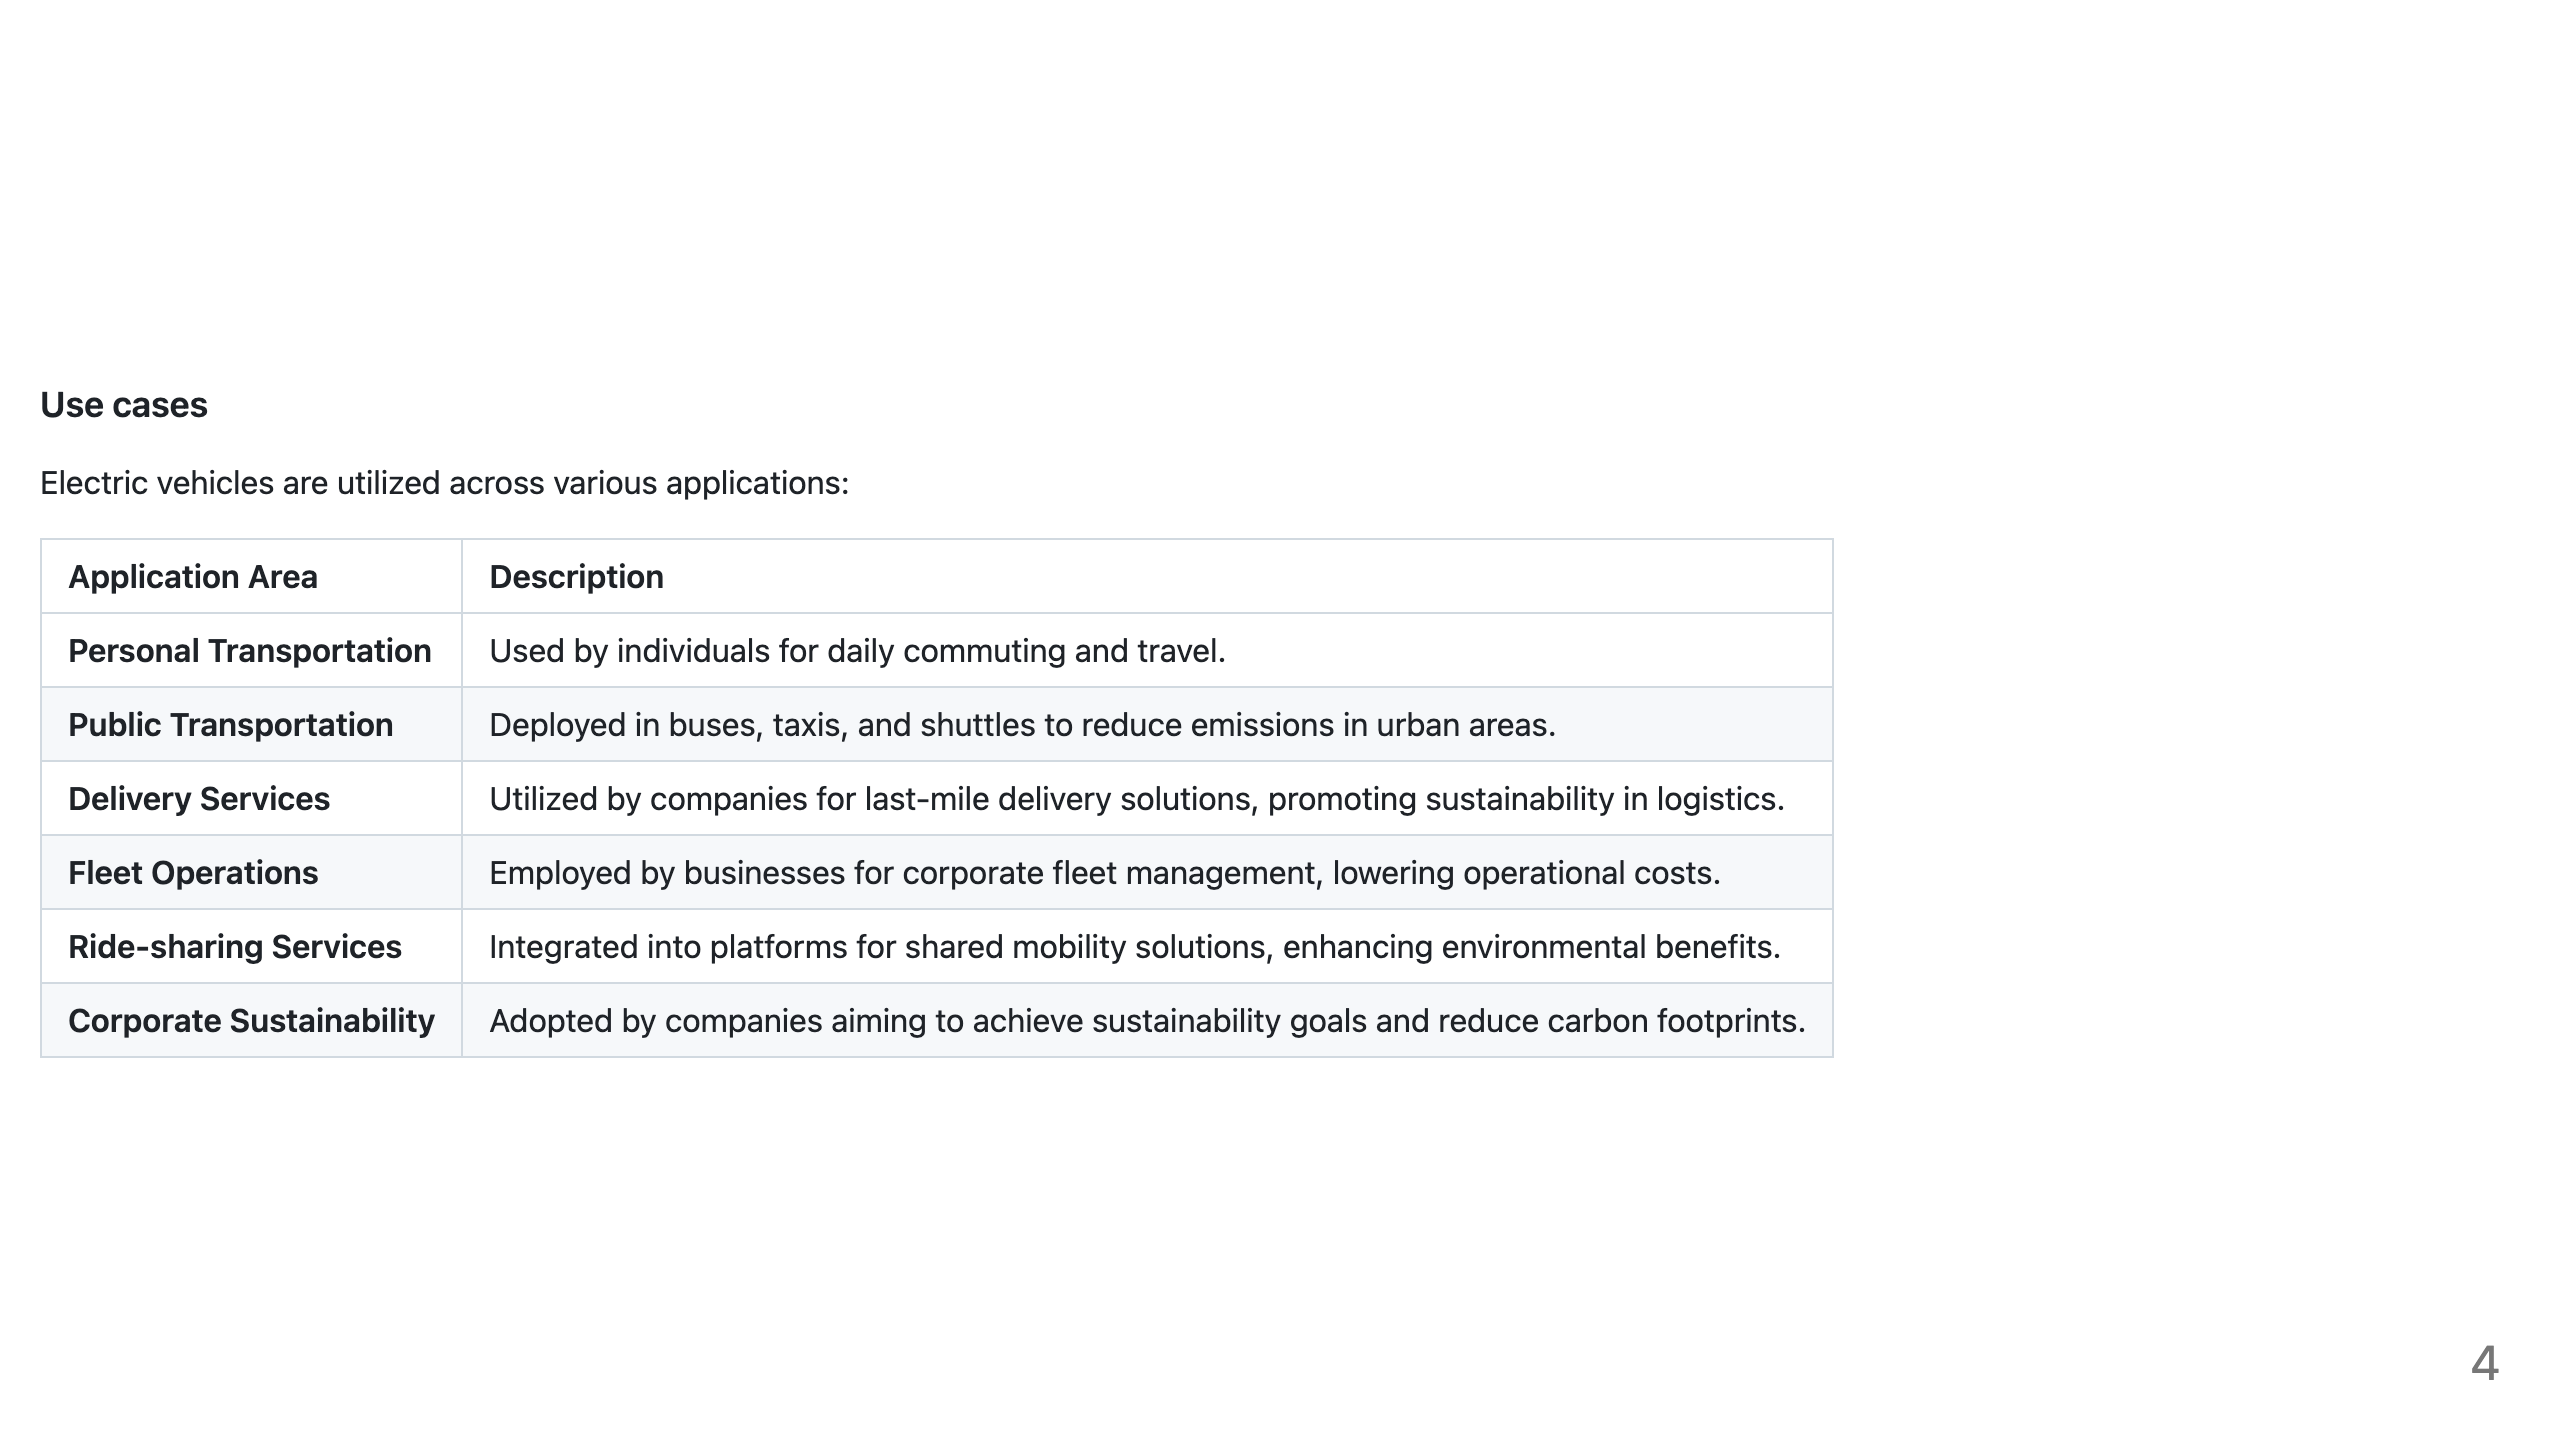 Use cases
Electric vehicles are utilized across various applications:
Application Area Description
Personal Transportation Used by individuals for daily commuting and travel.
Public Transportation Deployed in buses, taxis, and shuttles to reduce emissions in urban areas.
Delivery Services Utilized by companies for last-mile delivery solutions, promoting sustainability in logistics.
Fleet Operations Employed by businesses for corporate fleet management, lowering operational costs.
Ride-sharing Services Integrated into platforms for shared mobility solutions, enhancing environmental benefits.
Corporate Sustainability Adopted by companies aiming to achieve sustainability goals and reduce carbon footprints.
4